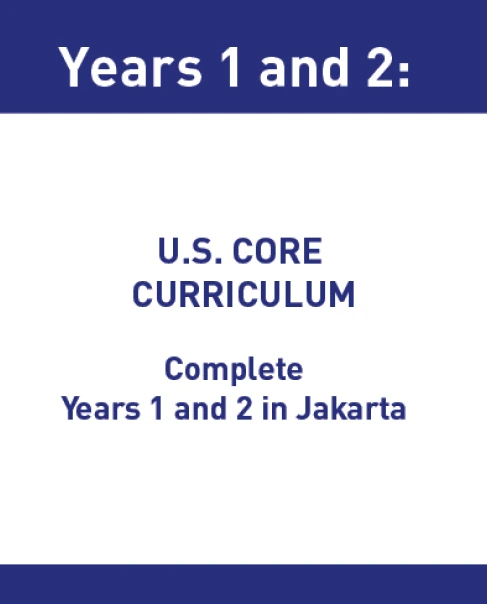 Years 1 and 2:
U.S. CORE
CURRICULUM
Complete
Years 1 and 2 in Jakarta